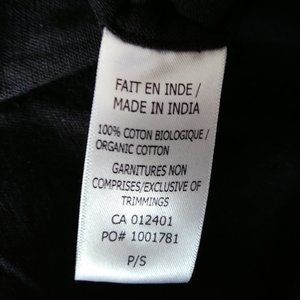 FAIT EN INDE /
MADE IN INDIA
100% COTON BIOLOGIQUE /
ORGANIC COTTON
GARNITURES NON
COMPRISES/EXCLUSIVE OF
TRIMMINGS
CA 012401
PO# 1001781
P/S